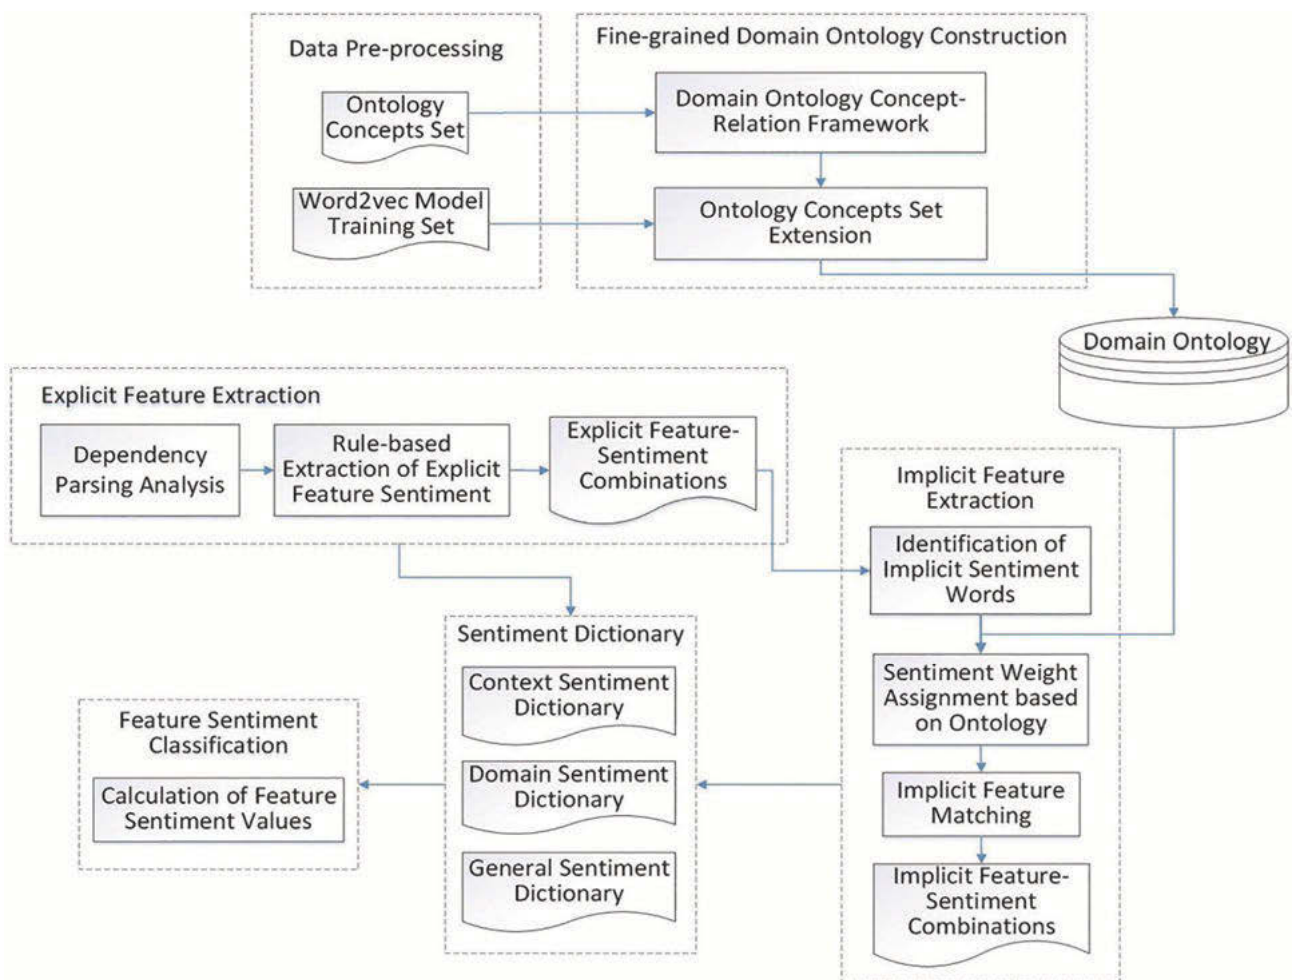 Data Pre-processing
Ontology
Concepts Set
Word2vec Model
Training Set
Fine-grained Domain Ontology Construction
Domain Ontology Concept-
Relation Framework
Ontology Concepts Set
Extension
Domain Ontology
Explicit Feature Extraction
Dependency
Parsing Analysis
Rule-based
Extraction of Explicit
Feature Sentiment
Explicit Feature-
Sentiment
Combinations
Implicit Feature
Extraction
Identification of
Implicit Sentiment
Words
Sentiment Weight
Assignment based
on Ontology
Implicit Feature
Matching
Implicit Feature-
Sentiment
Combinations
Sentiment Dictionary
Context Sentiment
Dictionary
Domain Sentiment
Dictionary
General Sentiment
Dictionary
Feature Sentiment
Classification
Calculation of Feature
Sentiment Values